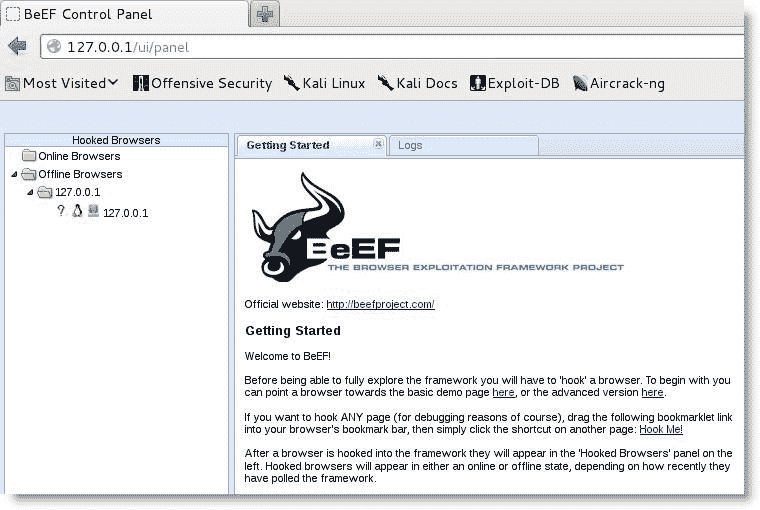 BeEF Control Panel
127.0.0.1/ui/panel
Most Visited Offensive Security Kali Linux Kali Docs Exploit-DB Aircrack-ng
Hooked Browsers
Online Browsers
Offline Browsers
127.0.0.1
? 127.0.0.1
Getting Started Logs
BeEF
THE BROWSER EXPLOITATION FRAMEWORK PROJECT
Official website: http://beefproject.com/
Getting Started
Welcome to BeEF!
Before being able to fully explore the framework you will have to 'hook' a browser. To begin with you
can point a browser towards the basic demo page here, or the advanced version here.
If you want to hook ANY page (for debugging reasons of course), drag the following bookmarklet link
into your browser's bookmark bar, then simply click the shortcut on another page: Hook Me!
After a browser is hooked into the framework they will appear in the 'Hooked Browsers' panel on the
left. Hooked browsers will appear in either an online or offline state, depending on how recently they
have polled the framework.